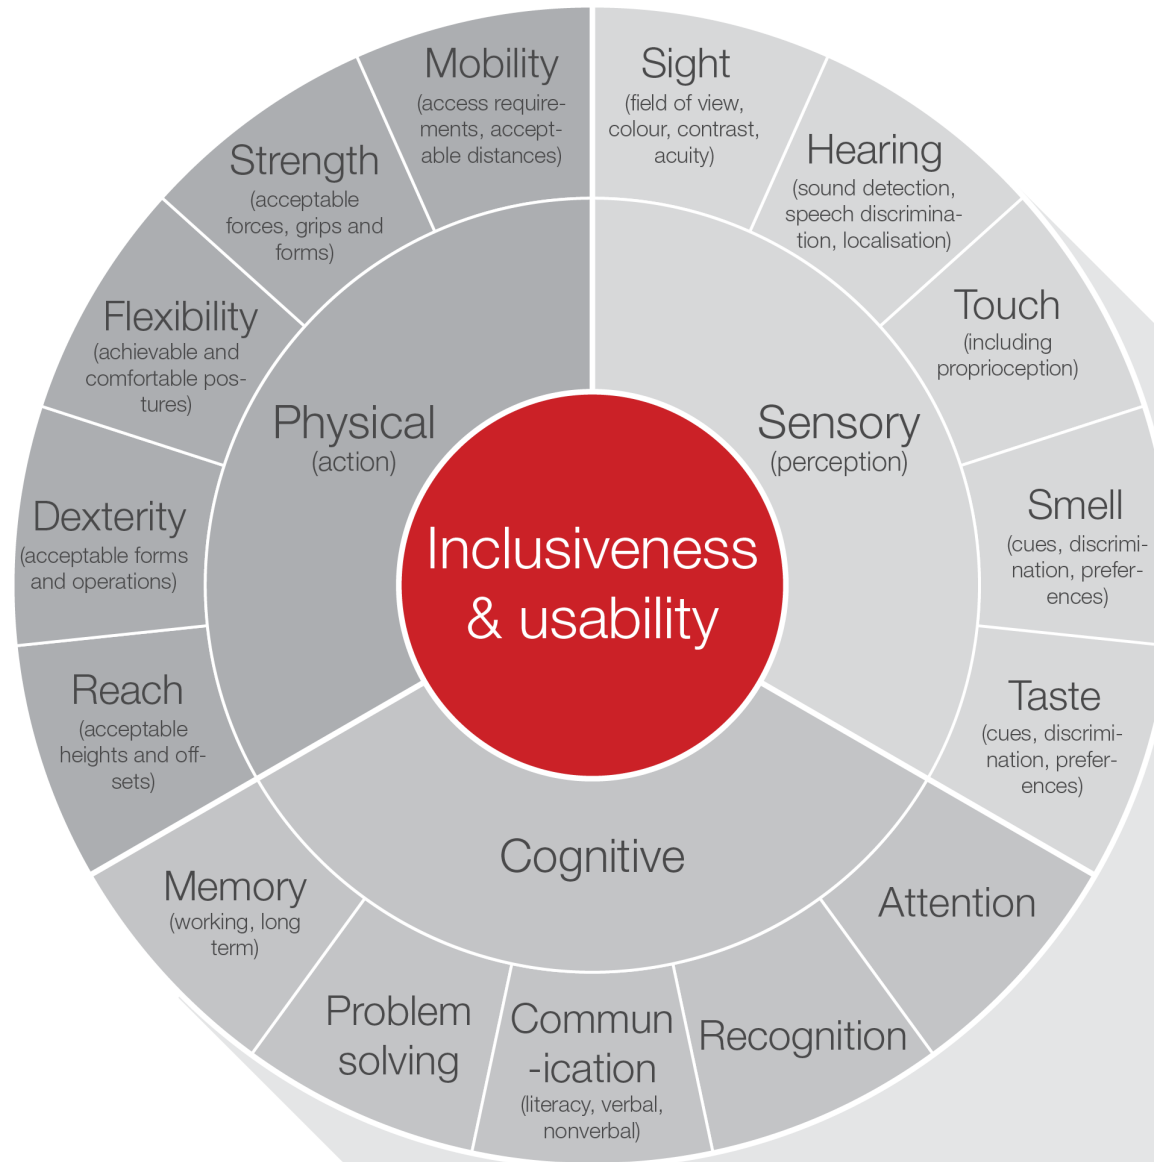 Mobility
(access require-
ments, accept-
able distances)
Sight
(field of view,
colour, contrast,
acuity)
Hearing
(sound detection,
speech discrimina-
tion, localisation)
Touch
(including
proprioception)
Smell
(cues, discrimi-
nation, prefer-
ences)
Taste
(cues, discrimi-
nation, prefer-
ences)
Attention
Recognition
Commun
-ication
(literacy, verbal,
nonverbal)
Problem
solving
Memory
(working, long
term)
Reach
(acceptable
heights and off-
sets)
Dexterity
(acceptable forms
and operations)
Flexibility
(achievable and
comfortable pos-
tures)
Strength
(acceptable
forces, grips and
forms)
Physical
(action)
Sensory
(perception)
Cognitive
Inclusiveness
& usability